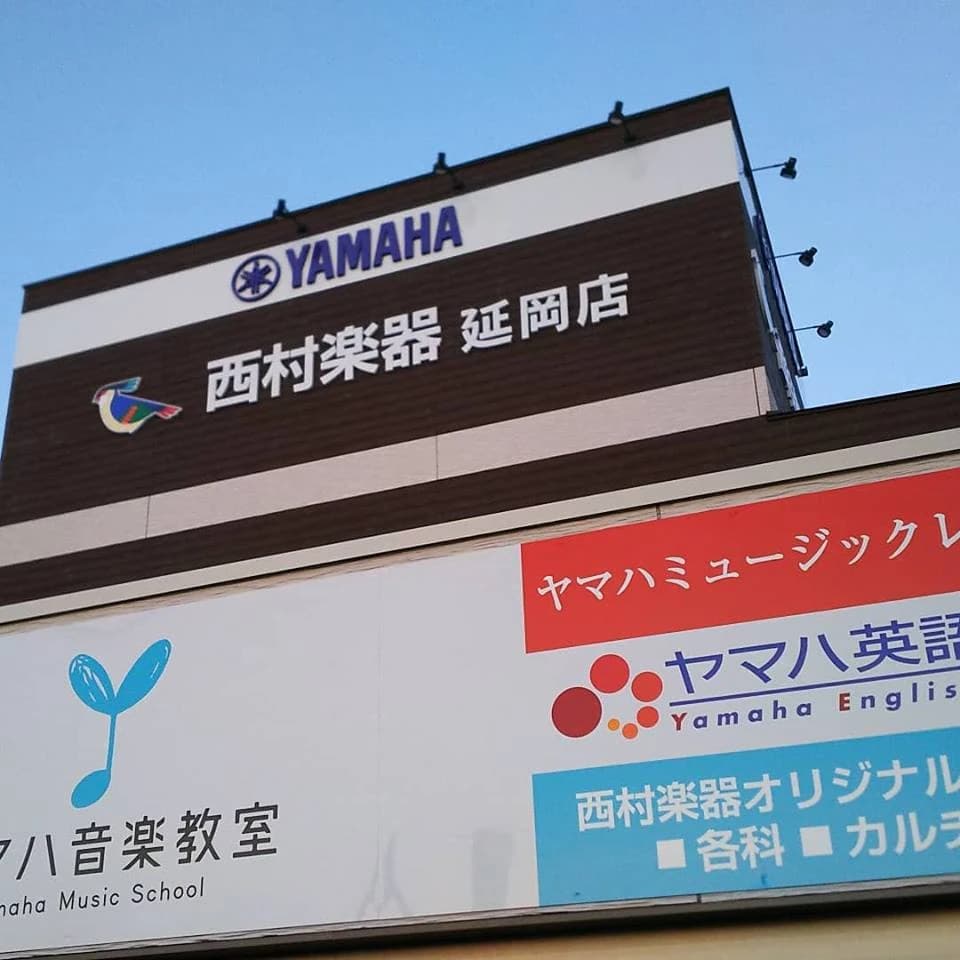 YAMAHA
西村楽器 延岡店
ヤマハミュージックレ
ヤマハ英語
Yamaha Englis
西村楽器オリジナル
■各科 ■カルチ
マハ音楽教室
maha Music School